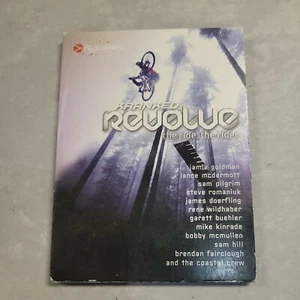 KRANKED
REVOLVE
the ride, the rider
jamie goldman
lance mcdermott
sam pilgrim
steve romaniuk
james doerfling
rene wildhaber
garett buehler
mike kinrade
bobby mcmullen
sam hill
brendan fairclough
and the coastal crew